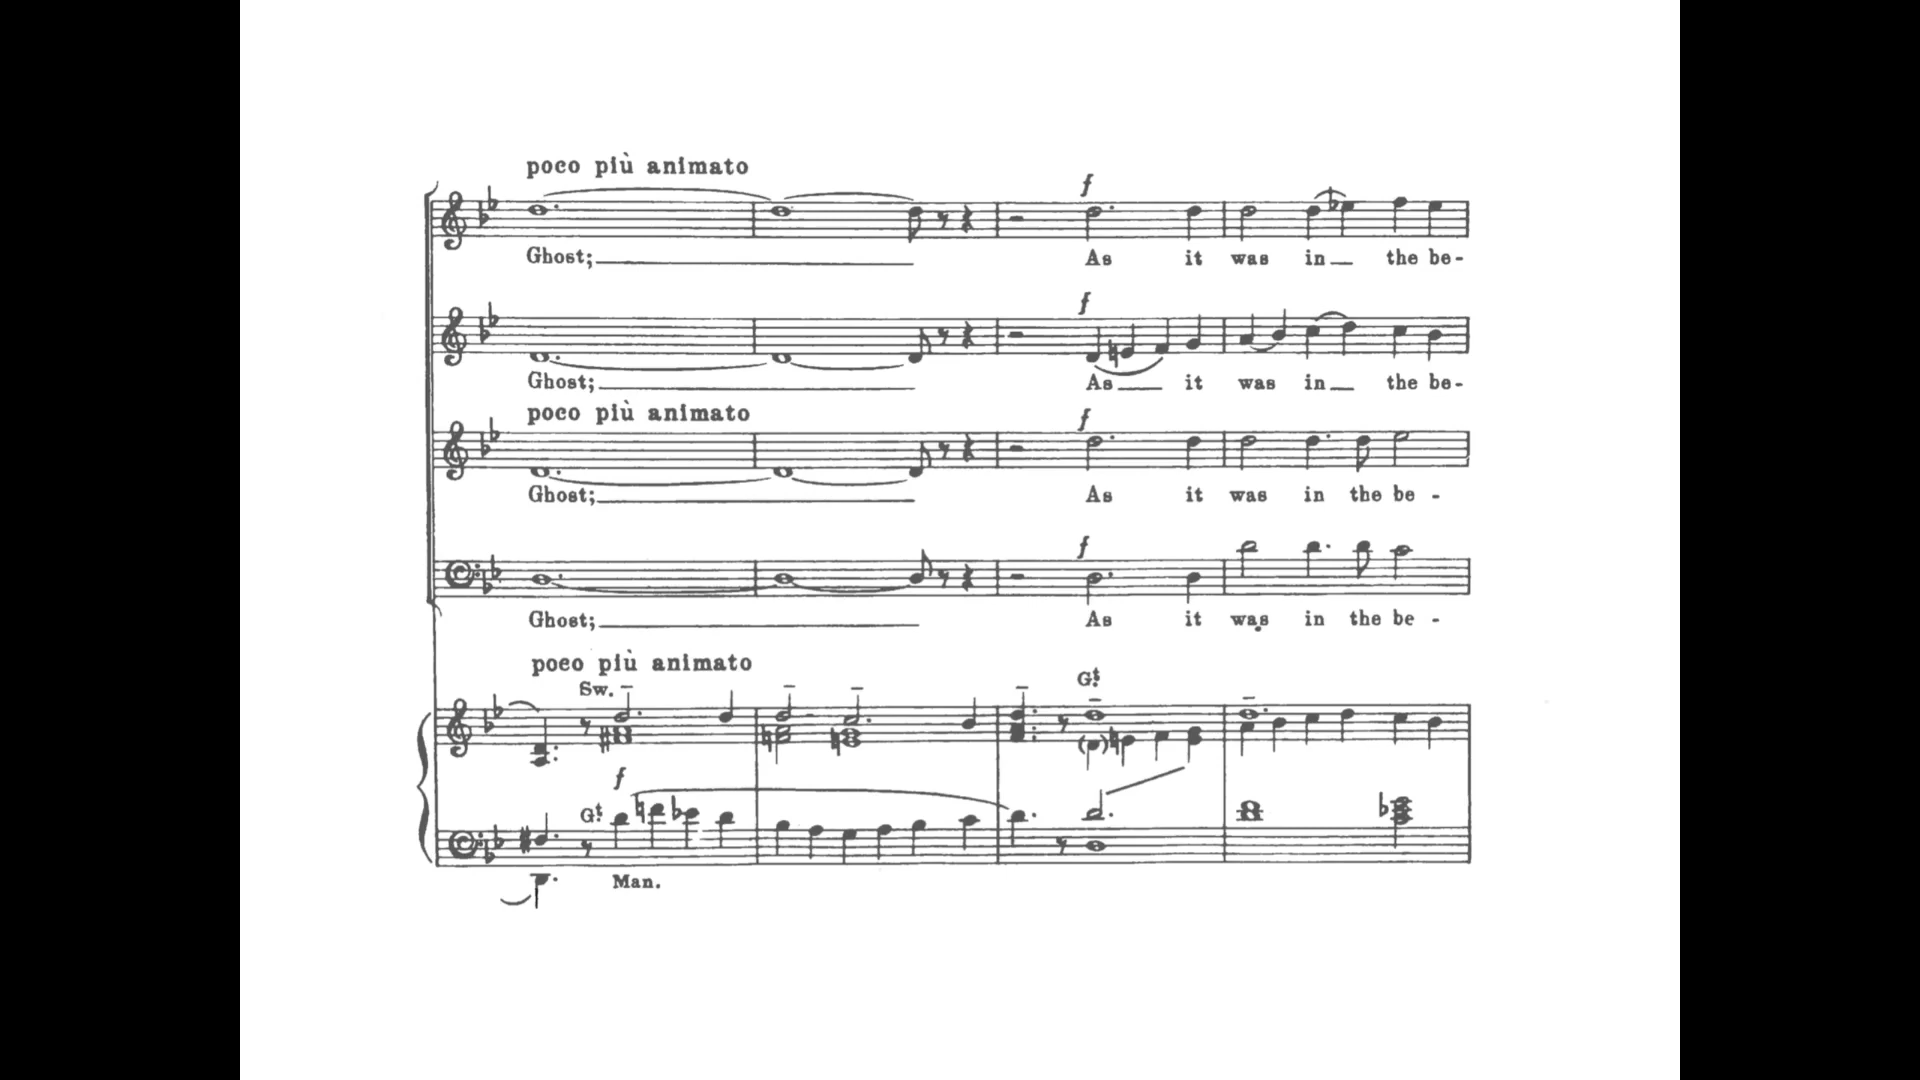 poco più animato
f
Ghost; As it was in the be-
f
Ghost; As it was in the be-
poco più animato
f
Ghost; As it was in the be -
f
Ghost; As it was in the be -
poco più animato
Sw.
Gt
f
Gt
Man.